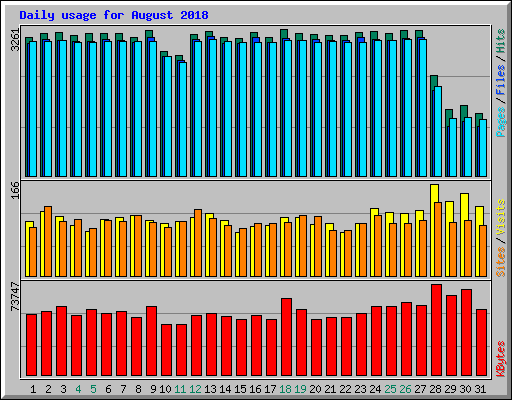 Daily usage for August 2018
3261
Pages / Files / Hits
166
Sites / Visits
73747
KBytes
1 2 3 4 5 6 7 8 9 10 11 12 13 14 15 16 17 18 19 20 21 22 23 24 25 26 27 28 29 30 31